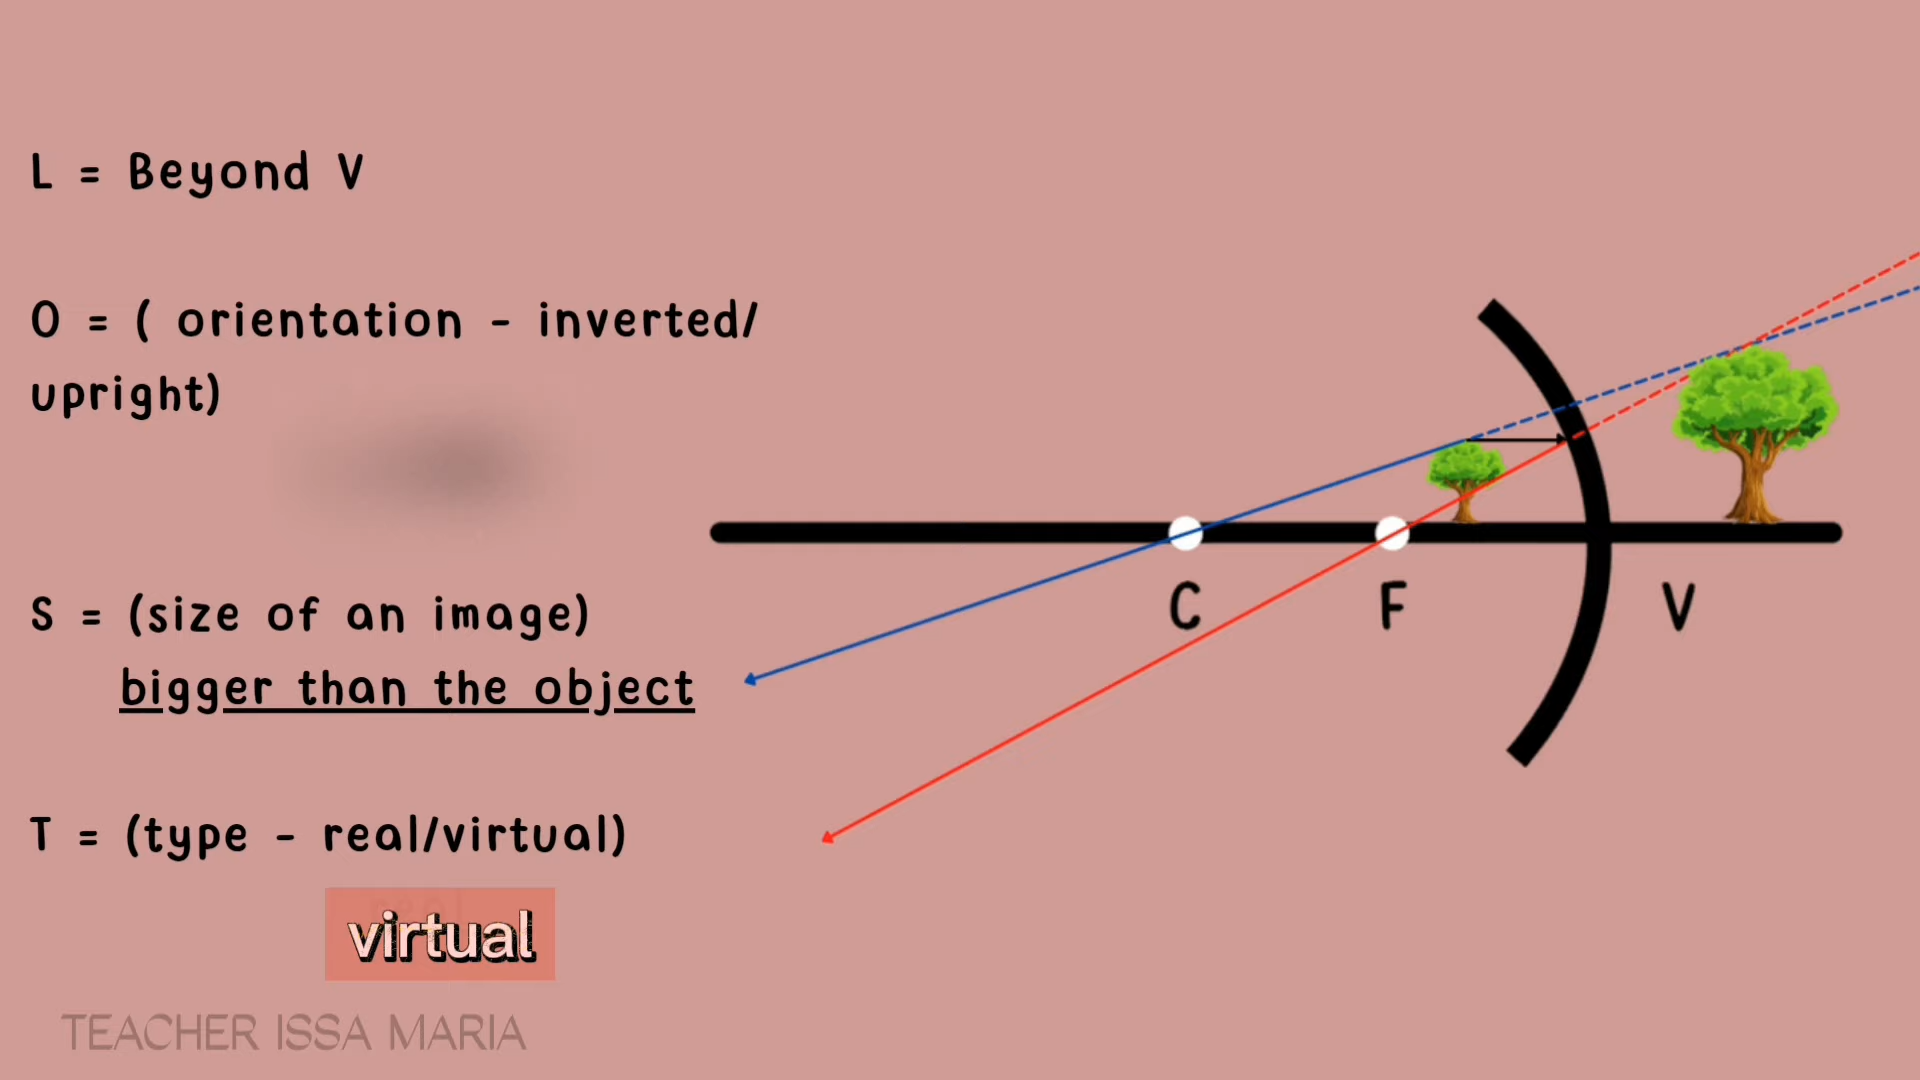 L = Beyond V
O = ( orientation - inverted/
upright)
S = (size of an image)
bigger than the object
T = (type - real/virtual)
virtual
C
F
V
TEACHER ISSA MARIA